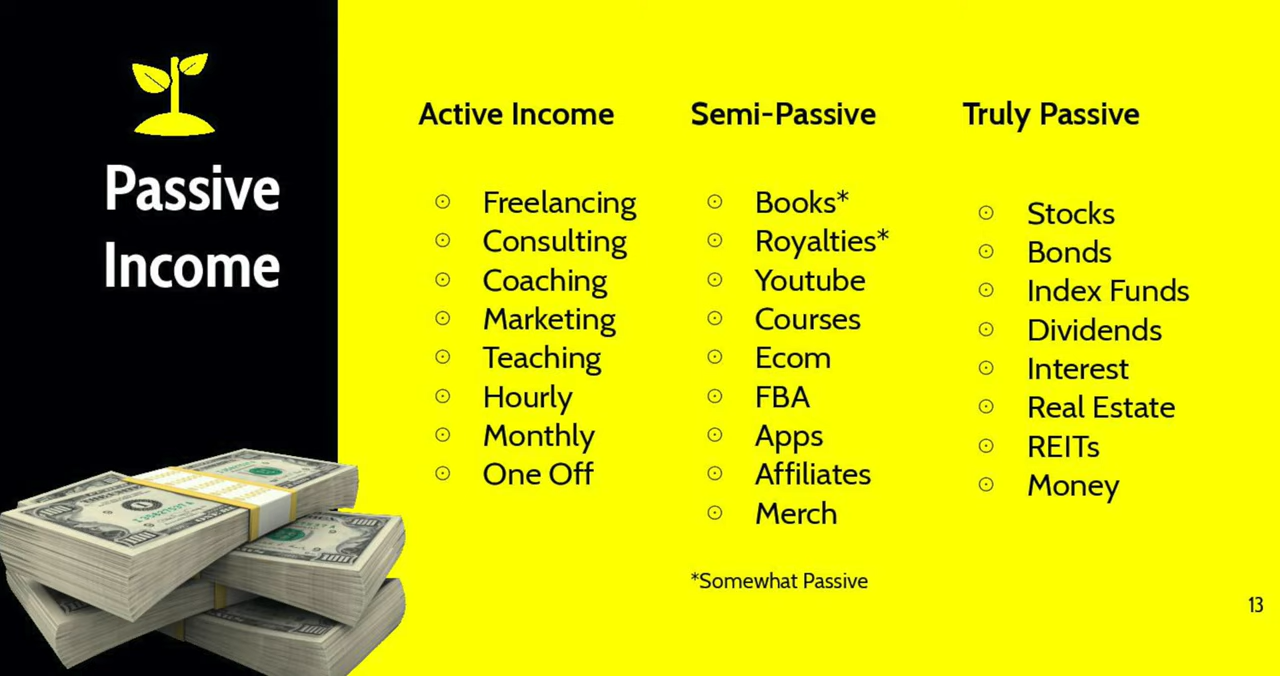 Passive
Income
Active Income
Freelancing
Consulting
Coaching
Marketing
Teaching
Hourly
Monthly
One Off
Semi-Passive
Books*
Royalties*
Youtube
Courses
Ecom
FBA
Apps
Affiliates
Merch
*Somewhat Passive
Truly Passive
Stocks
Bonds
Index Funds
Dividends
Interest
Real Estate
REITs
Money
13